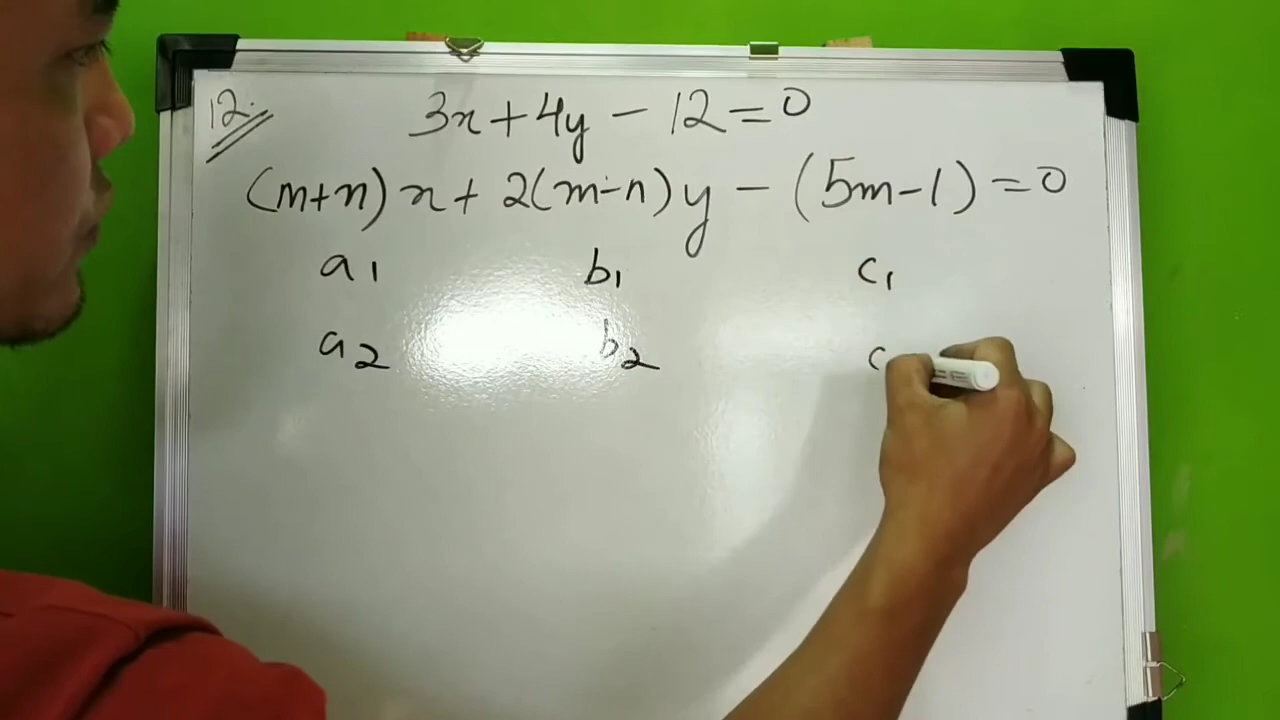 12.
3x+4y-12=0
(m+n)x+2(m-n)y-(5m-1)=0
a1 b1 c1
a2 b2 c